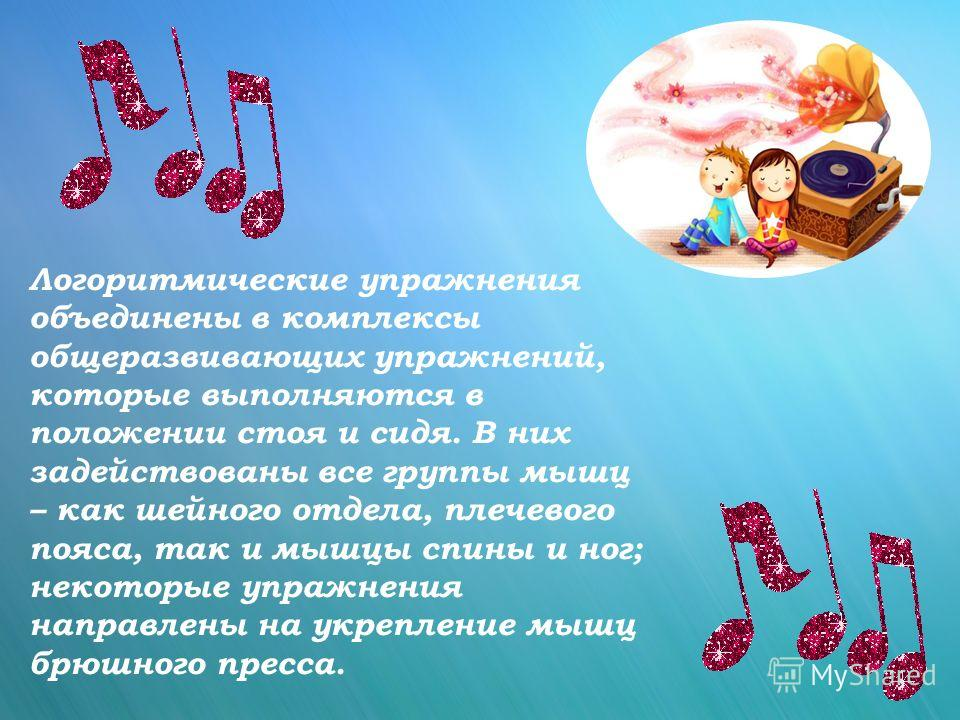 Логоритмические упражнения
объединены в комплексы
общеразвивающих упражнений,
которые выполняются в
положении стоя и сидя. В них
задействованы все группы мышц
– как шейного отдела, плечевого
пояса, так и мышцы спины и ног;
некоторые упражнения
направлены на укрепление мышц
брюшного пресса.
MyShared